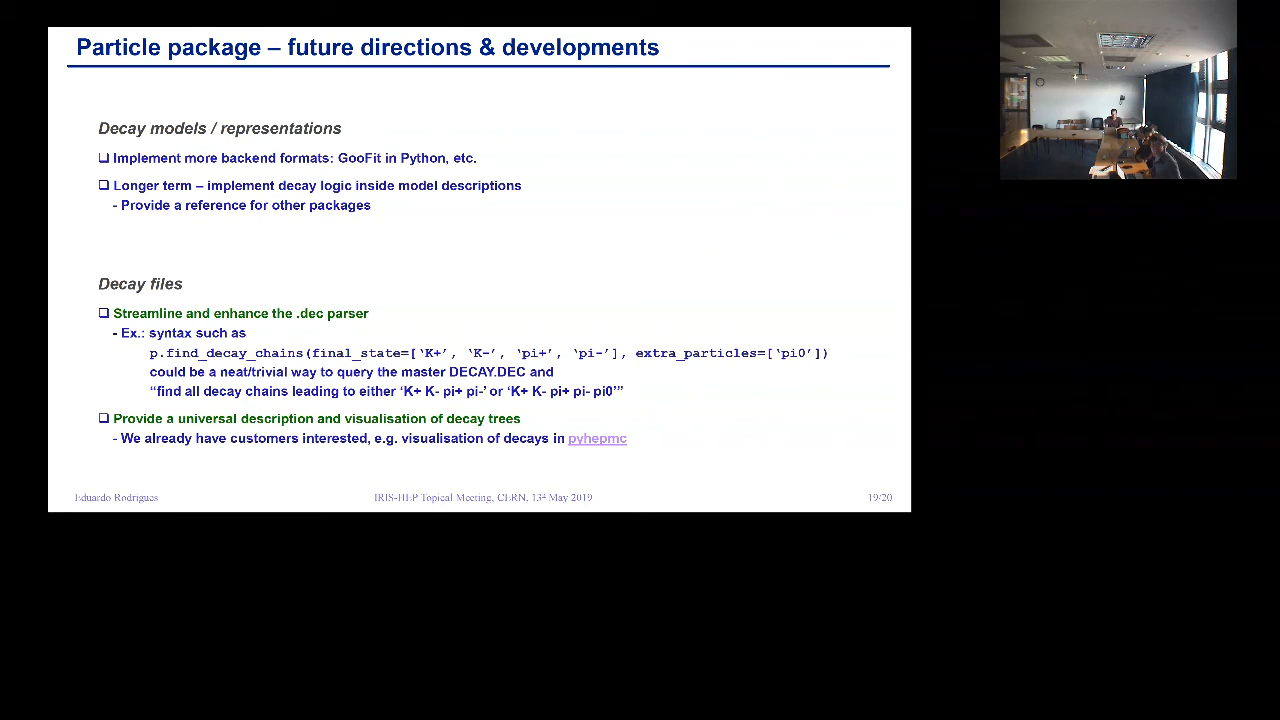 Particle package – future directions & developments
Decay models / representations
❑ Implement more backend formats: GooFit in Python, etc.
❑ Longer term – implement decay logic inside model descriptions
- Provide a reference for other packages
Decay files
❑ Streamline and enhance the .dec parser
- Ex.: syntax such as
p.find_decay_chains(final_state=[‘K+’, ‘K-’, ‘pi+’, ‘pi-’], extra_particles=[‘pi0’])
could be a neat/trivial way to query the master DECAY.DEC and
“find all decay chains leading to either ‘K+ K- pi+ pi-’ or ‘K+ K- pi+ pi- pi0’”
❑ Provide a universal description and visualisation of decay trees
- We already have customers interested, e.g. visualisation of decays in pyhepmc
Eduardo Rodrigues
IRIS-HEP Topical Meeting, CERN, 13ᵗ May 2019
19/20